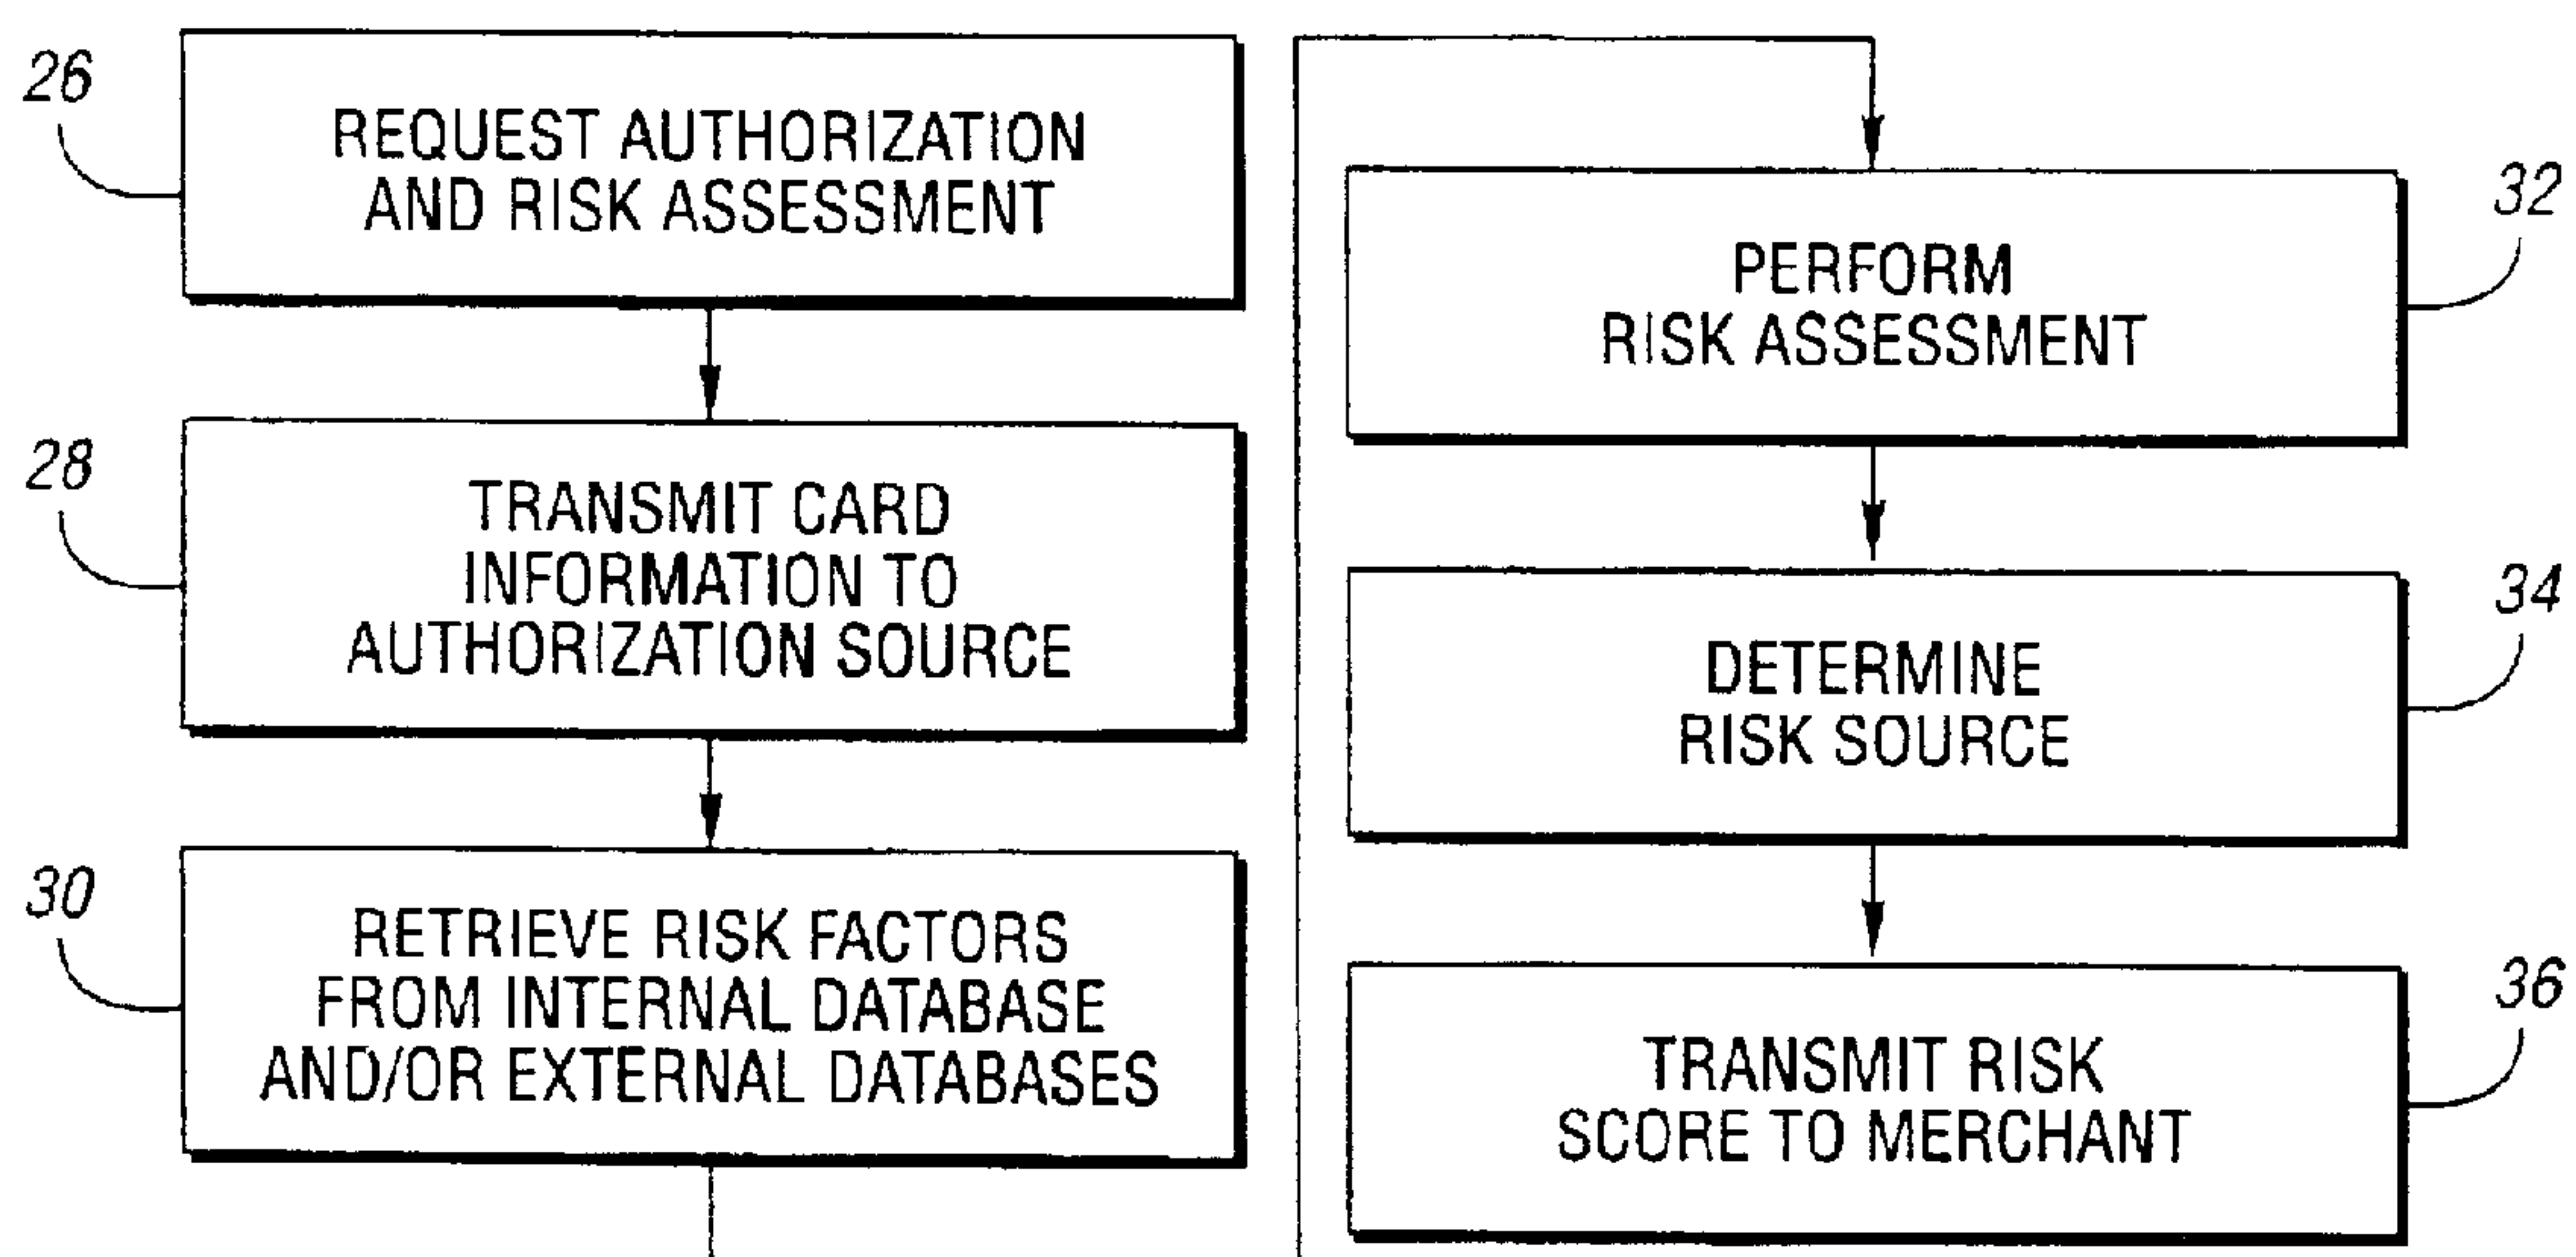 26
REQUEST AUTHORIZATION
AND RISK ASSESSMENT
28
TRANSMIT CARD
INFORMATION TO
AUTHORIZATION SOURCE
30
RETRIEVE RISK FACTORS
FROM INTERNAL DATABASE
AND/OR EXTERNAL DATABASES
32
PERFORM
RISK ASSESSMENT
34
DETERMINE
RISK SOURCE
36
TRANSMIT RISK
SCORE TO MERCHANT